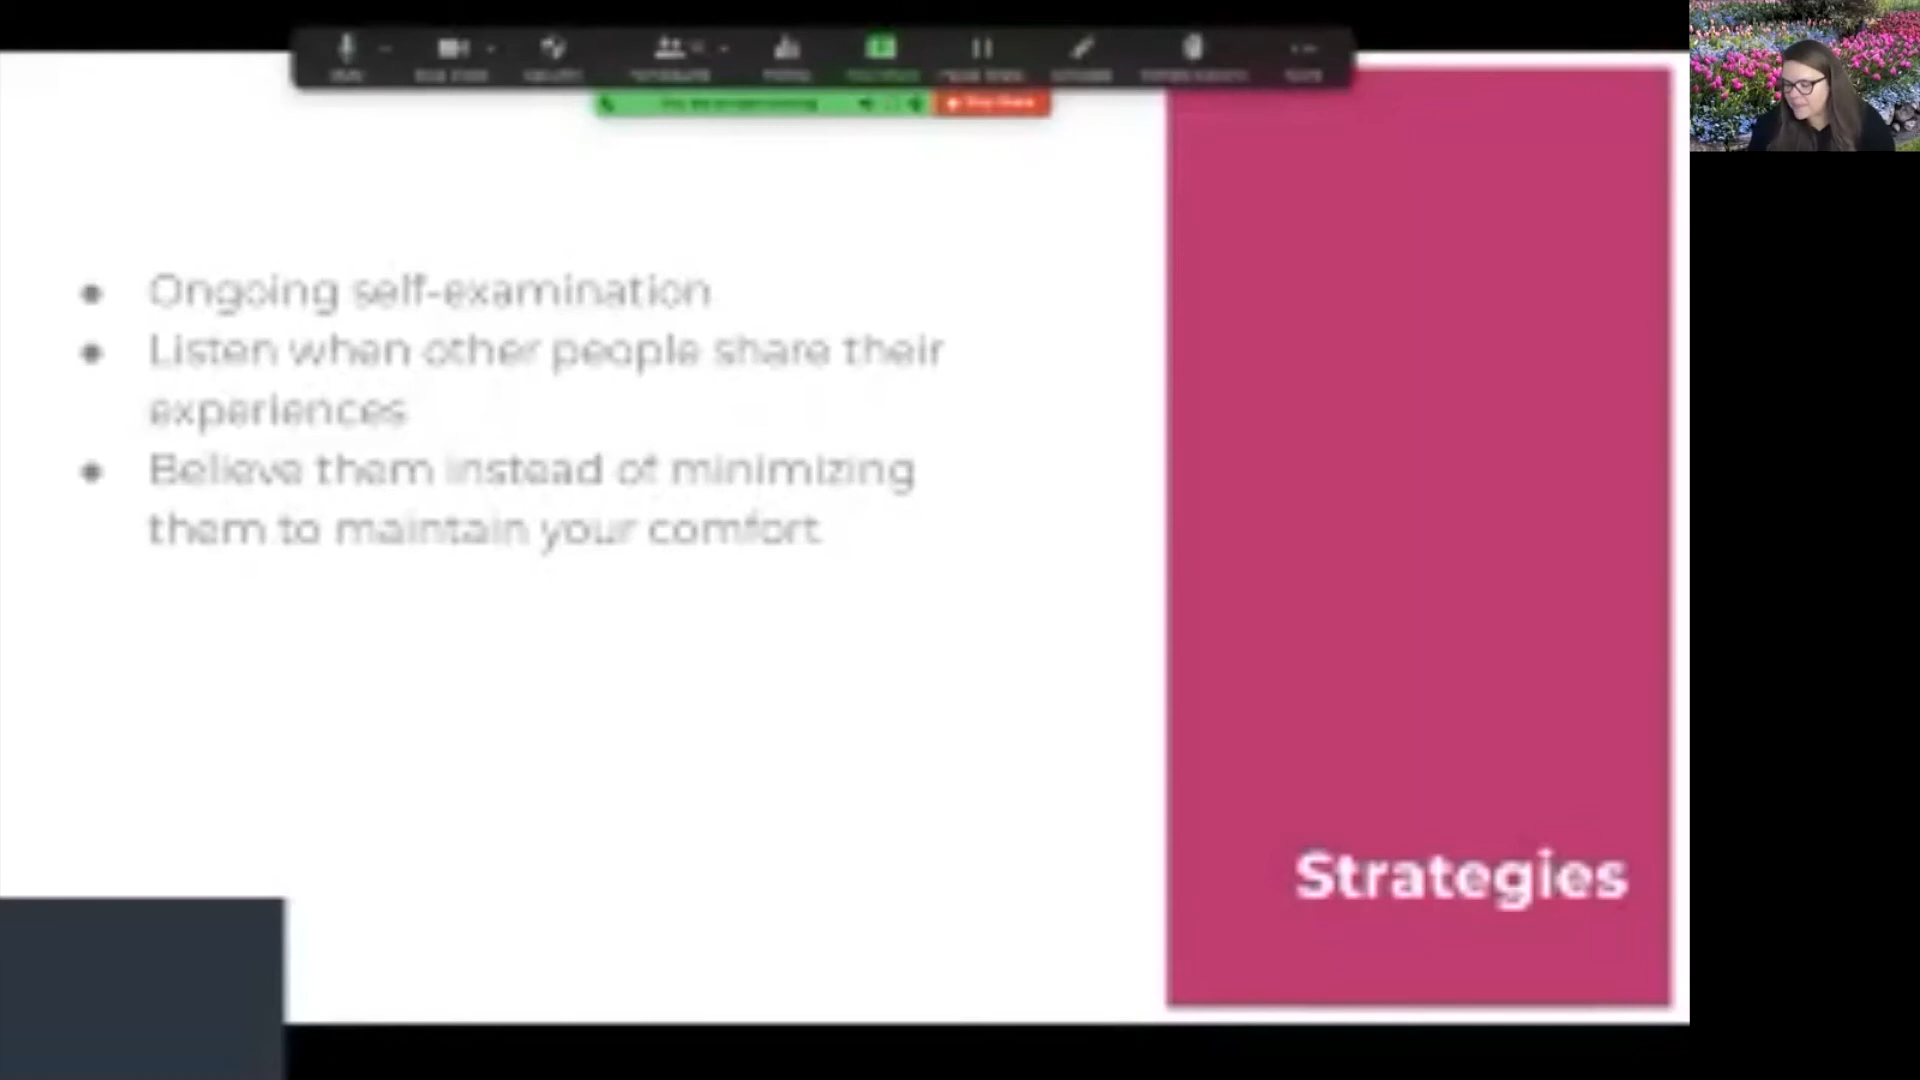 Ongoing self-examination
Listen when other people share their
experiences
Believe them instead of minimizing
them to maintain your comfort
Strategies